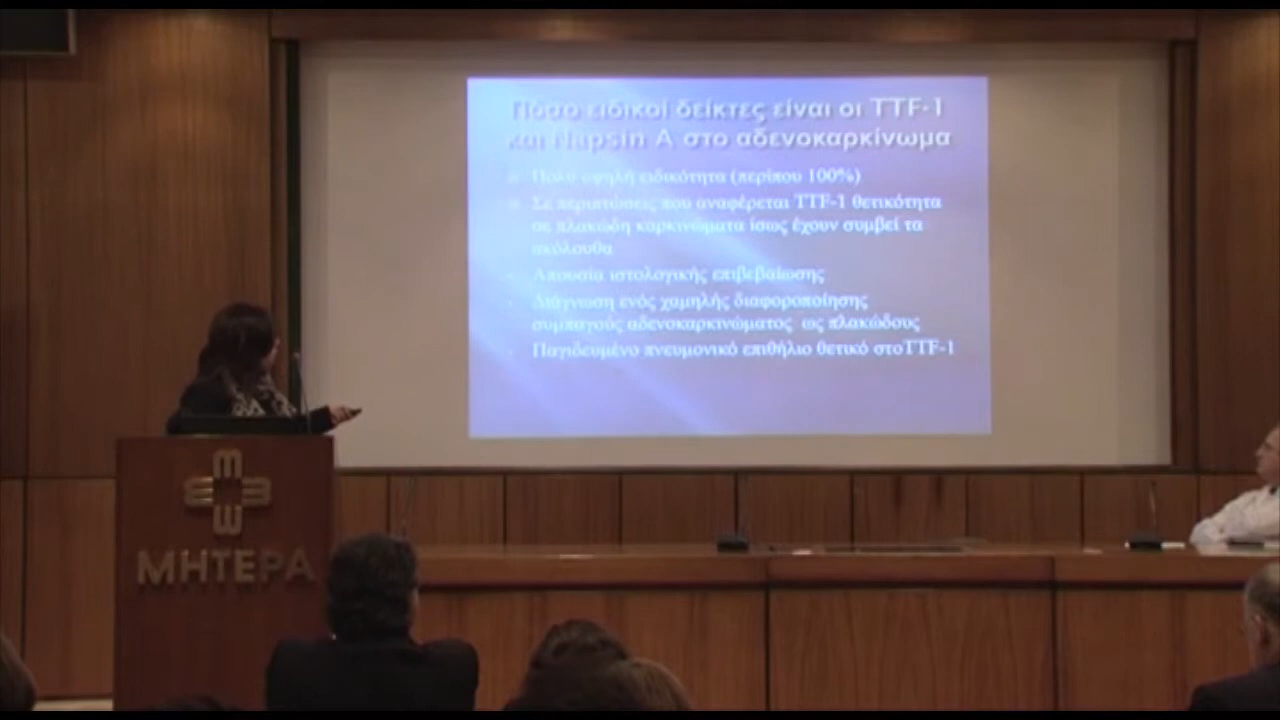 Πόσο ειδικοί δείκτες είναι οι TTF-1
και Napsin A στο αδενοκαρκίνωμα
Πολύ υψηλή ειδικότητα (περίπου 100%)
Σε περιπτώσεις που αναφέρεται TTF-1 θετικότητα
σε πλακώδη καρκινώματα ίσως έχουν συμβεί τα
ακόλουθα
- Απουσία ιστολογικής επιβεβαίωσης
- Διάγνωση ενός χαμηλής διαφοροποίησης
συμπαγούς αδενοκαρκινώματος ως πλακώδους
- Παγιδευμένο πνευμονικό επιθήλιο θετικό στοTTF-1
ΜΗΤΕΡΑ